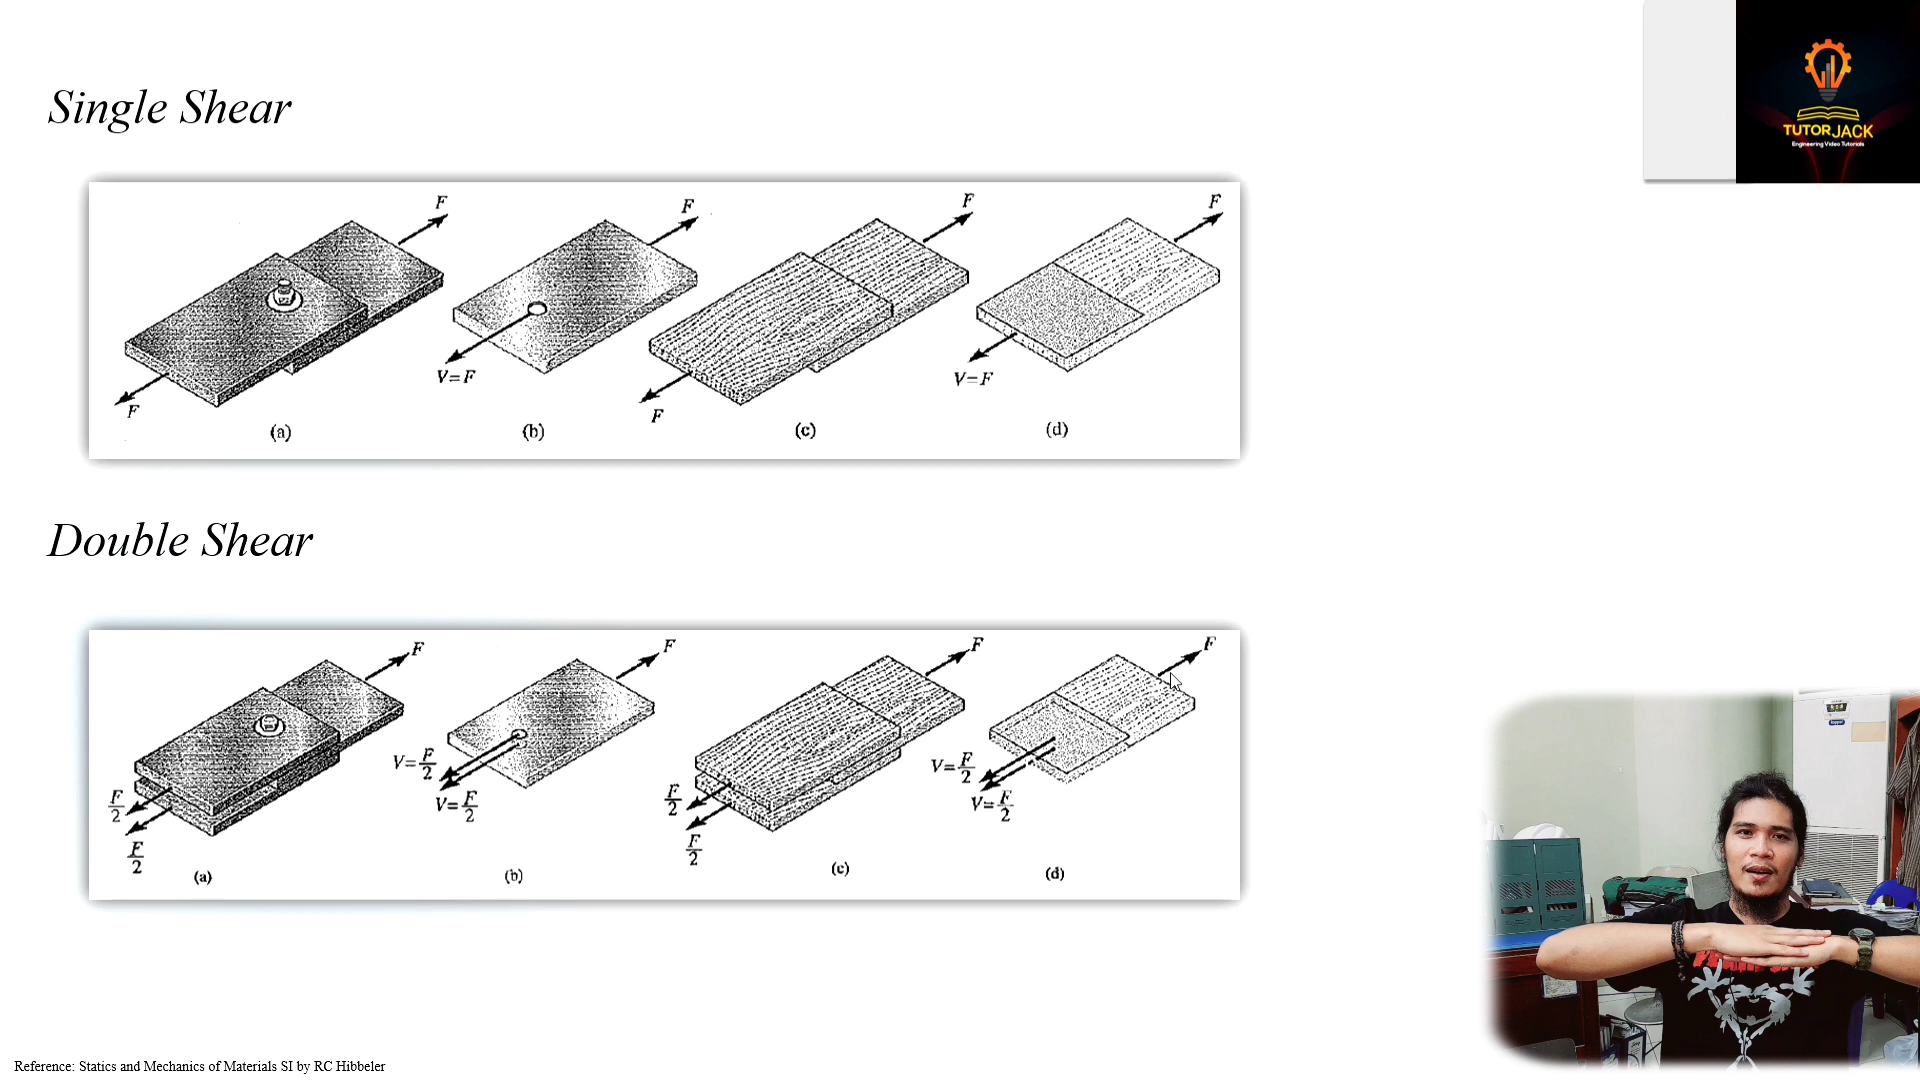 Single Shear
F
F
F
F
V=F
V=F
F
F
(a)
(b)
(c)
(d)
Double Shear
F
F
F
F
V=F/2
V=F/2
V=F/2
V=F/2
F/2
F/2
F/2
F/2
(a)
(b)
(c)
(d)
TUTORJACK
Engineering Video Tutorials
Reference: Statics and Mechanics of Materials SI by RC Hibbeler